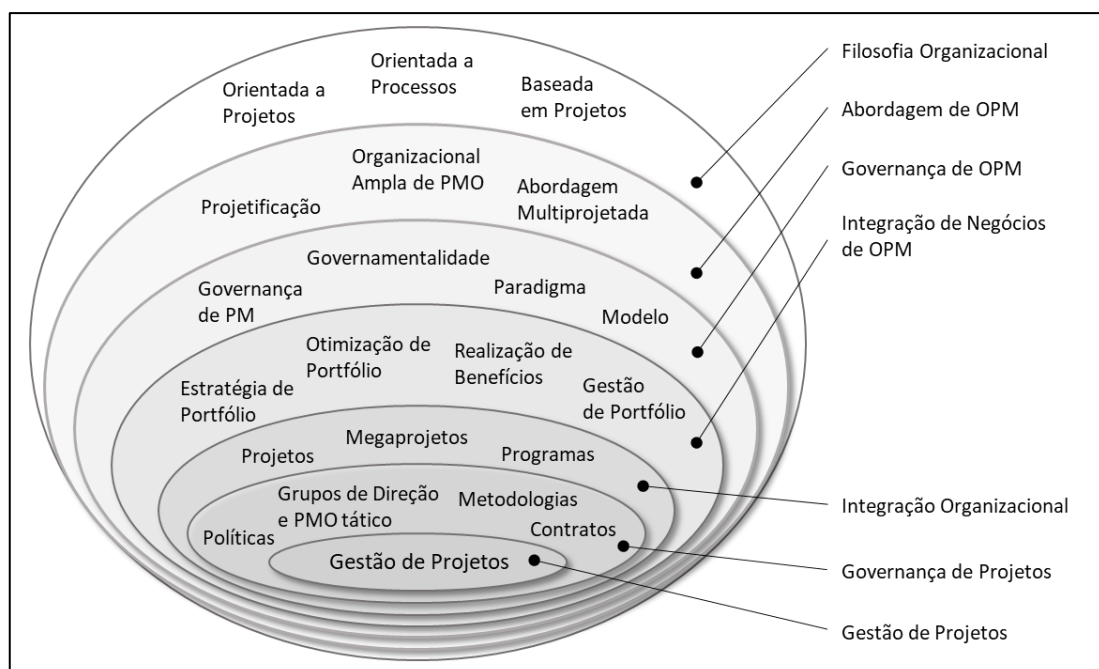 Orientada a
Projetos
Orientada a
Processos
Baseada
em Projetos
Projetificação
Organizacional
Ampla de PMO
Abordagem
Multiprojetada
Governança
de PM
Governamentalidade
Paradigma
Modelo
Estratégia de
Portfólio
Otimização de
Portfólio
Realização de
Benefícios
Gestão
de Portfólio
Projetos
Megaprojetos
Programas
Políticas
Grupos de Direção
e PMO tático
Metodologias
Contratos
Gestão de Projetos
Filosofia Organizacional
Abordagem de OPM
Governança de OPM
Integração de Negócios
de OPM
Integração Organizacional
Governança de Projetos
Gestão de Projetos